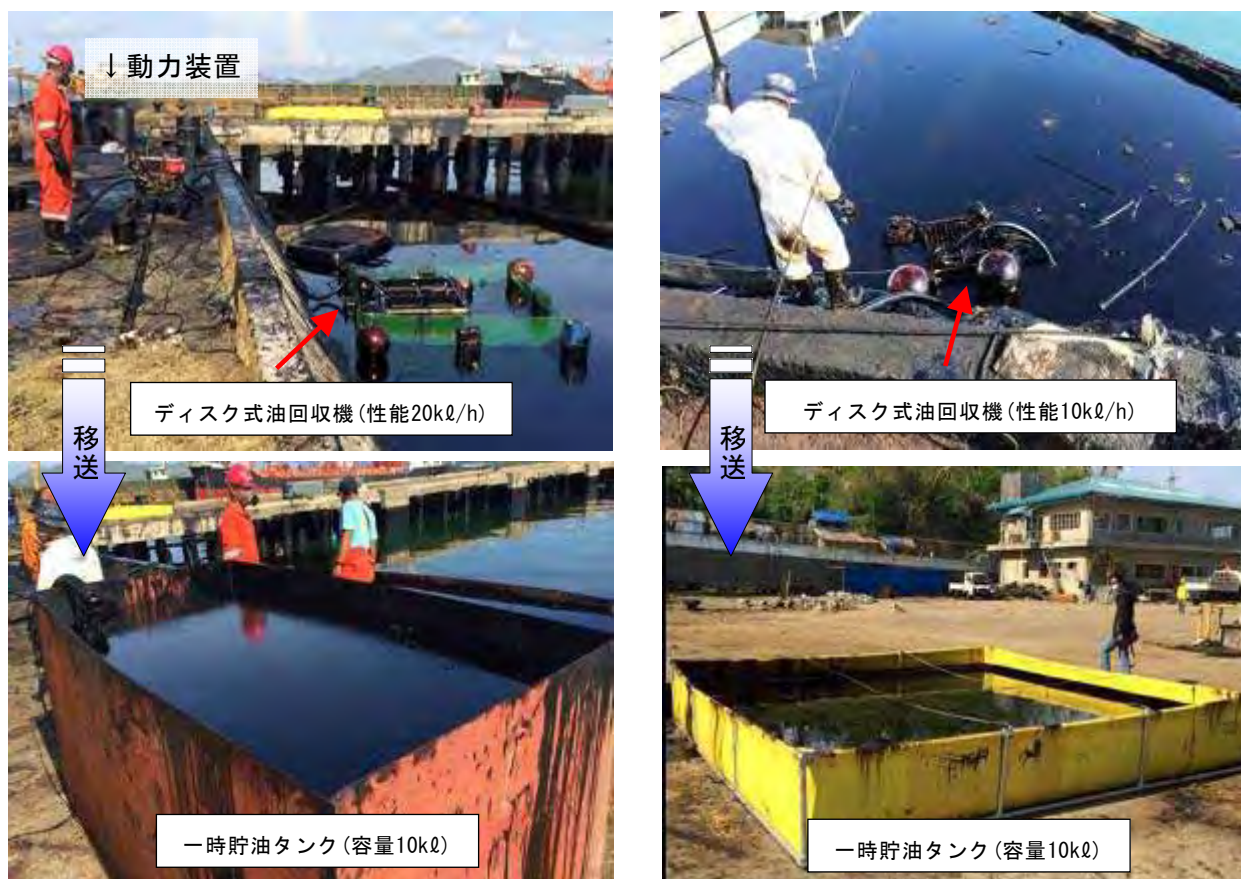 ↓動力装置
ディスク式油回収機(性能20kℓ/h)
ディスク式油回収機(性能10kℓ/h)
移送
移送
一時貯油タンク(容量10kℓ)
一時貯油タンク(容量10kℓ)